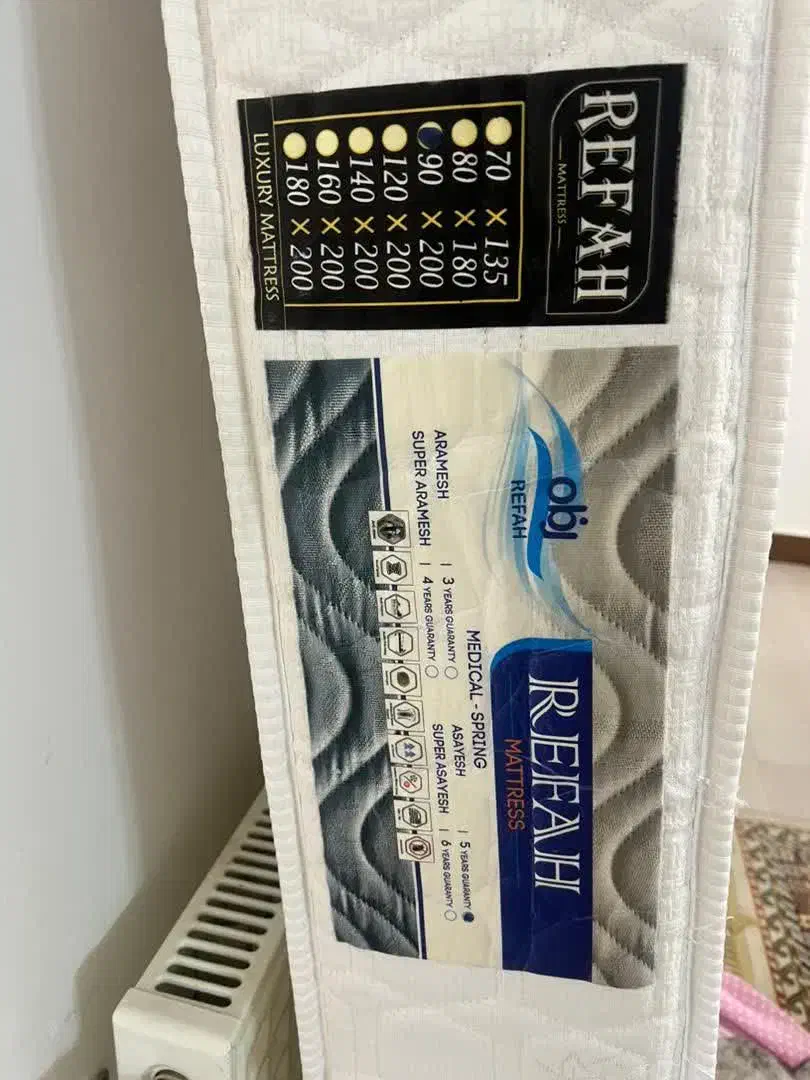 REFAH
MATTRESS
70 X 135
80 X 180
90 X 200
120 X 200
140 X 200
160 X 200
180 X 200
LUXURY MATTRESS
obj
REFAH
REFAH
MATTRESS
MEDICAL - SPRING
ARAMESH | 3 YEARS GUARANTY
SUPER ARAMESH | 4 YEARS GUARANTY
ASAYESH | 5 YEARS GUARANTY
SUPER ASAYESH | 6 YEARS GUARANTY